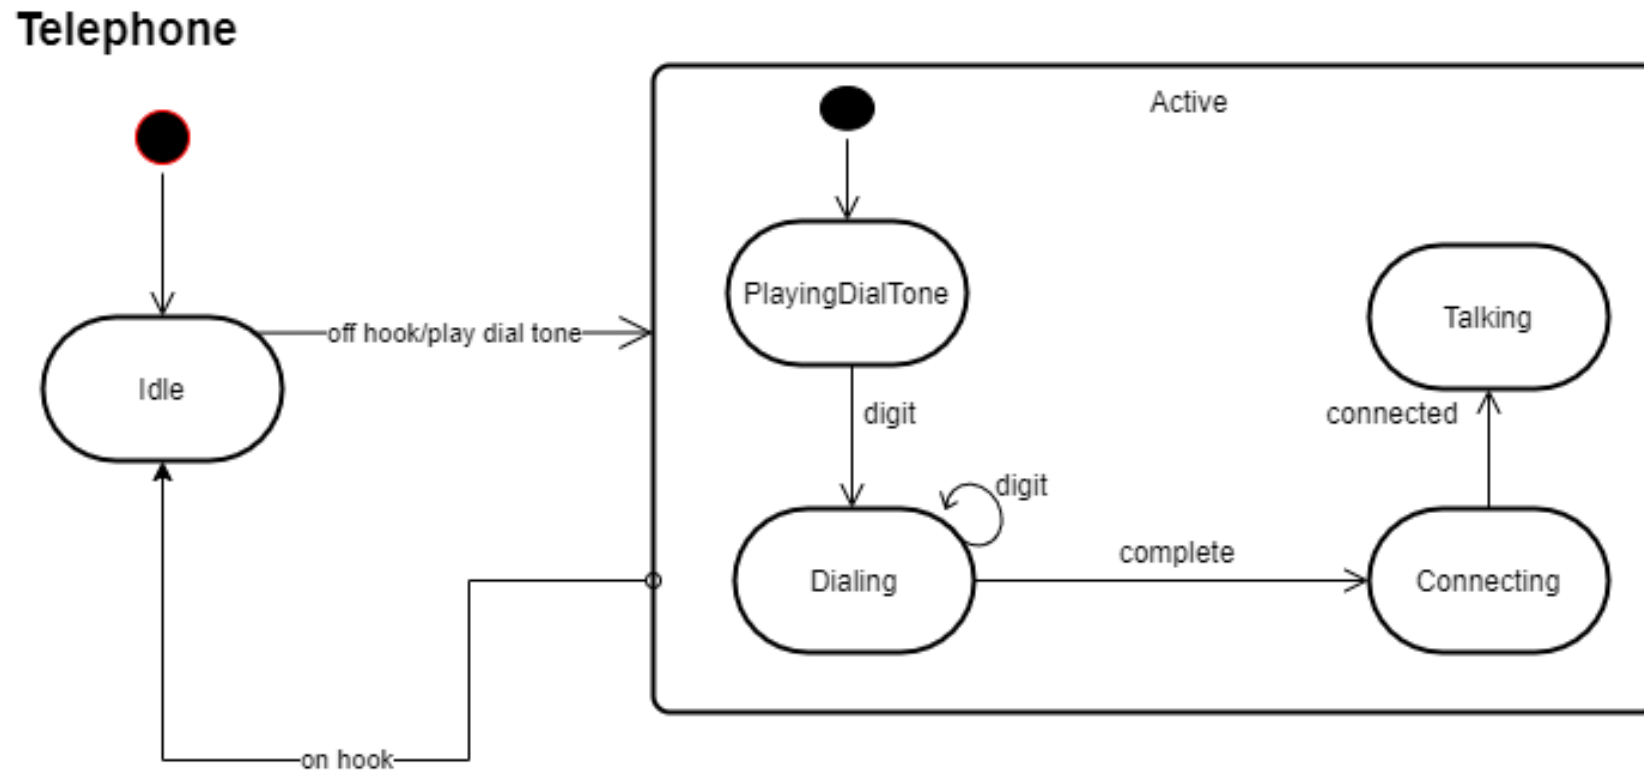 Telephone
Active
PlayingDialTone
Talking
off hook/play dial tone
Idle
digit
connected
digit
complete
Dialing
Connecting
on hook